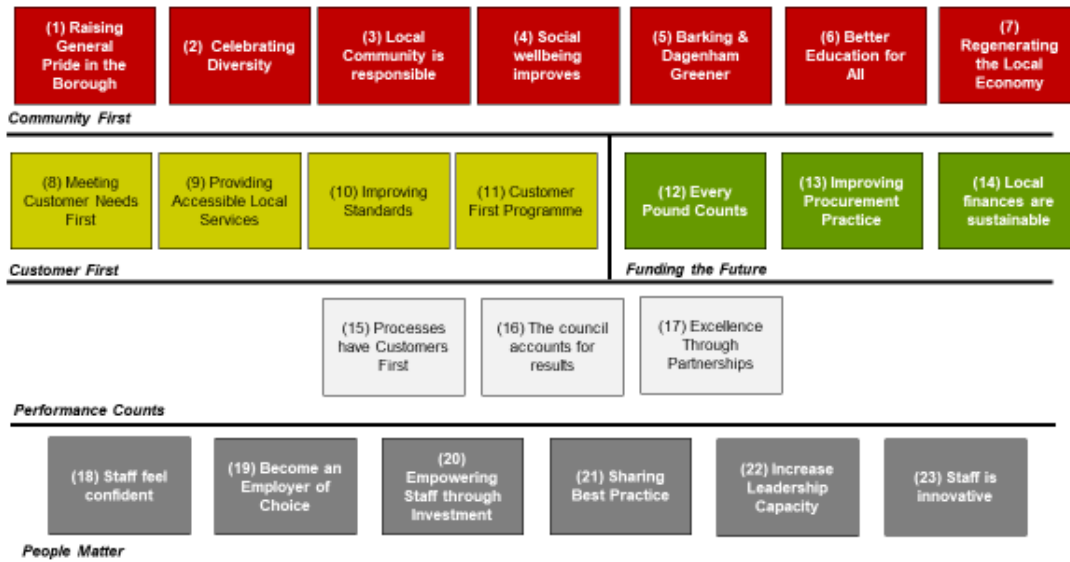 (1) Raising
General
Pride in the
Borough
(2) Celebrating
Diversity
(3) Local
Community is
responsible
(4) Social
wellbeing
improves
(5) Barking &
Dagenham
Greener
(6) Better
Education for
All
(7)
Regenerating
the Local
Economy
Community First
(8) Meeting
Customer Needs
First
(9) Providing
Accessible Local
Services
(10) Improving
Standards
(11) Customer
First Programme
(12) Every
Pound Counts
(13) Improving
Procurement
Practice
(14) Local
finances are
sustainable
Customer First
Funding the Future
(15) Processes
have Customers
First
(16) The council
accounts for
results
(17) Excellence
Through
Partnerships
Performance Counts
(18) Staff feel
confident
(19) Become an
Employer of
Choice
(20)
Empowering
Staff through
Investment
(21) Sharing
Best Practice
(22) Increase
Leadership
Capacity
(23) Staff is
innovative
People Matter